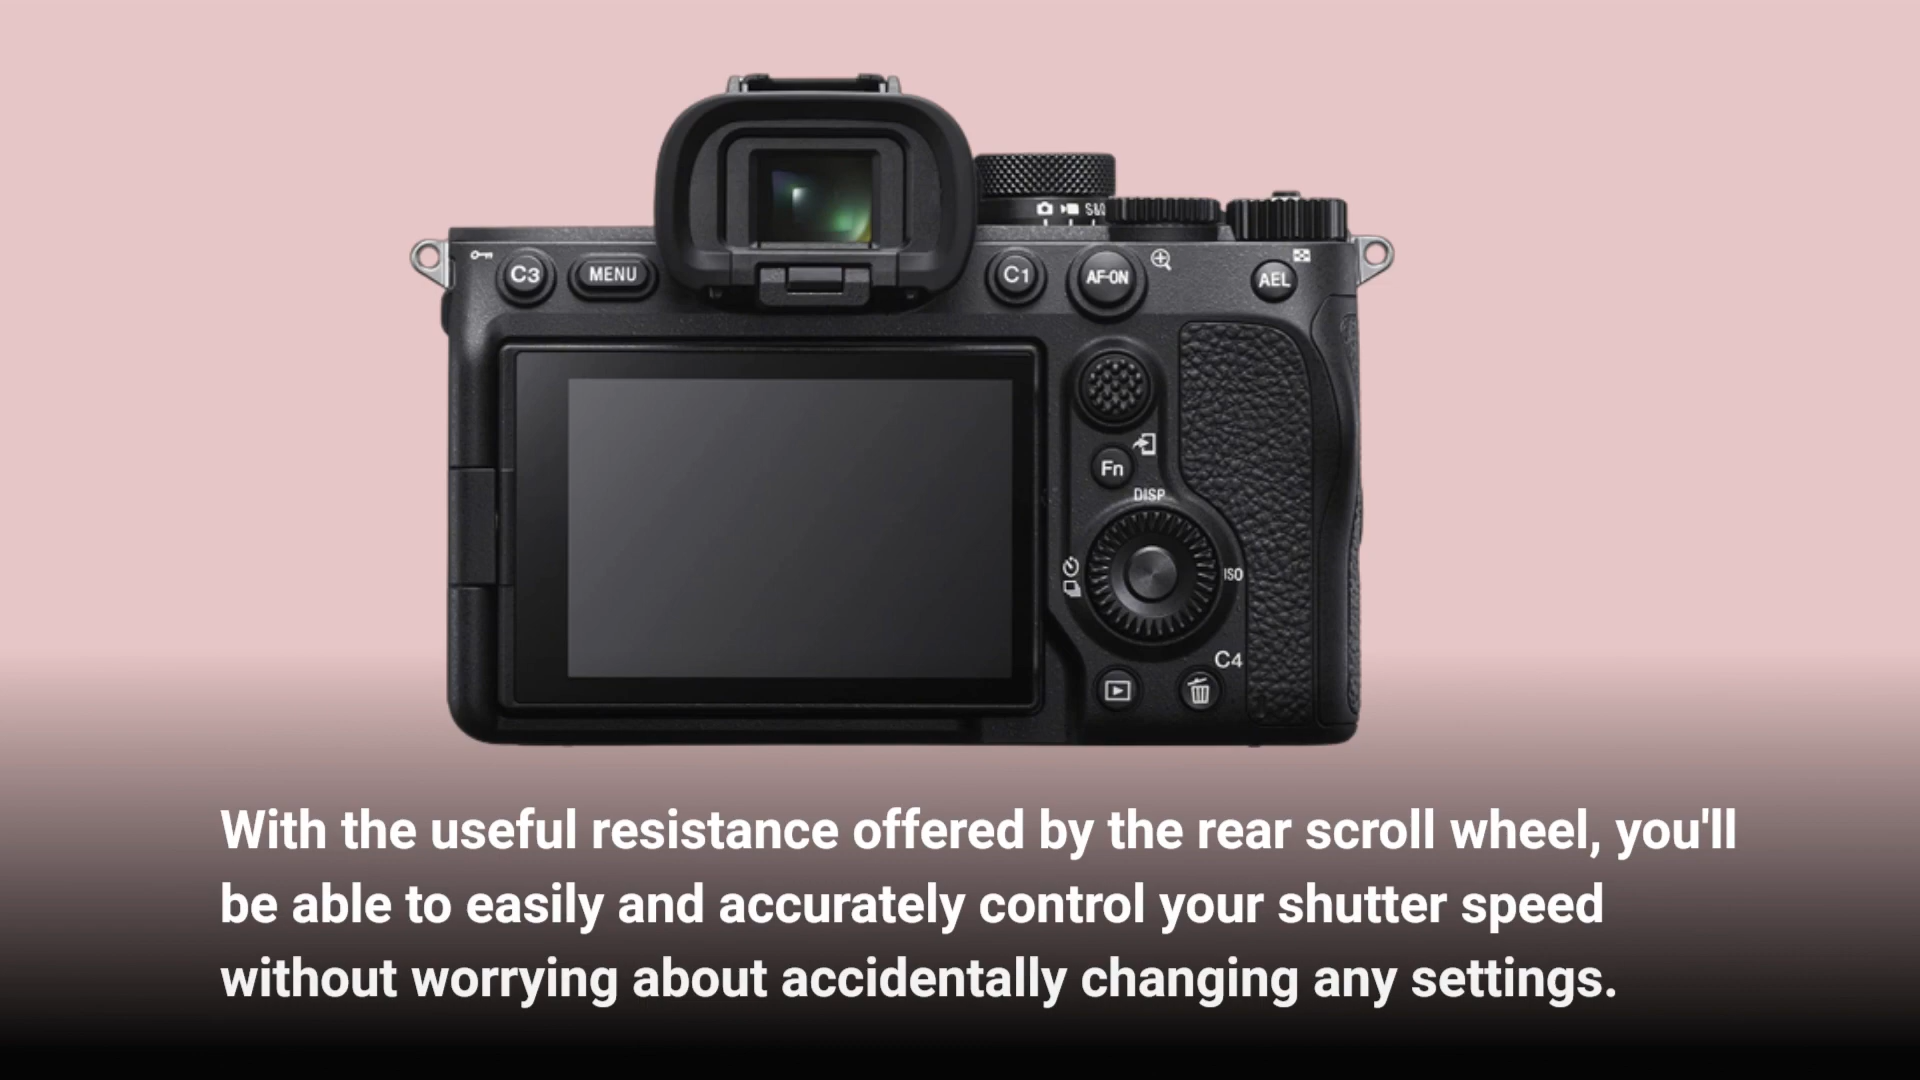 S&Q
C3
MENU
C1
AF-ON
AEL
Fn
DISP
ISO
C4
With the useful resistance offered by the rear scroll wheel, you'll
be able to easily and accurately control your shutter speed
without worrying about accidentally changing any settings.